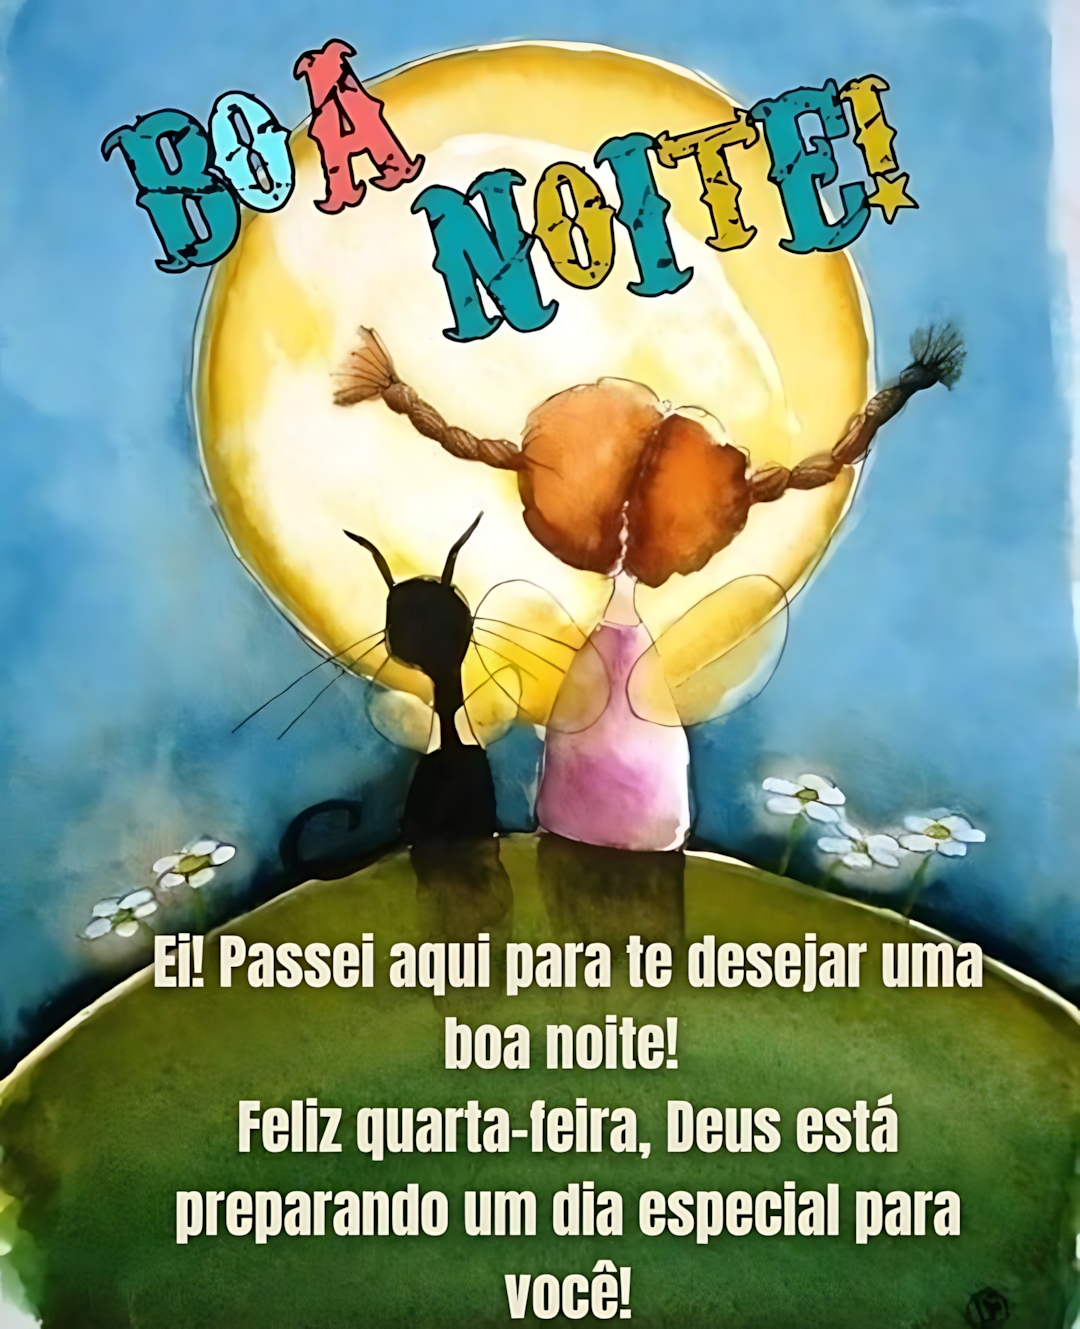 BOA
NOITE!
Ei! Passei aqui para te desejar uma
boa noite!
Feliz quarta-feira, Deus está
preparando um dia especial para
você!